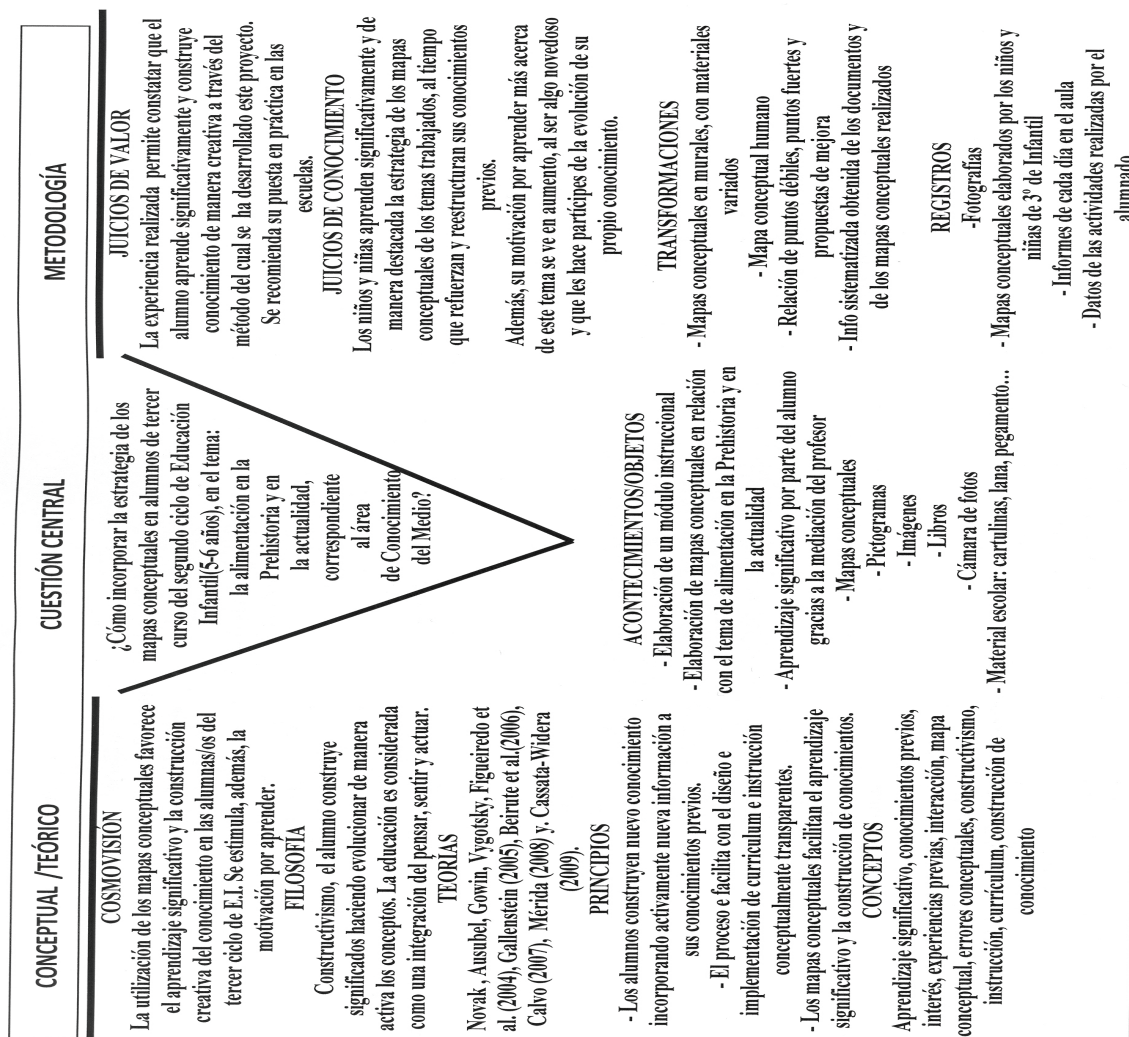 CONCEPTUAL /TEÓRICO
CUESTIÓN CENTRAL
METODOLOGÍA
COSMOVISIÓN
La utilización de los mapas conceptuales favorece
el aprendizaje significativo y la construcción
creativa del conocimiento en las alumnas/os del
tercer ciclo de E.I. Se estimula, además, la
motivación por aprender.
FILOSOFIA
Constructivismo, el alumno construye
significados haciendo evolucionar de manera
activa los conceptos. La educación es considerada
como una integración del pensar, sentir y actuar.
TEORIAS
Novak , Ausubel, Gowin, Vygotsky, Figueiredo et
al. (2004), Gallenstein (2005), Beirute et al.(2006),
Calvo (2007), Mérida (2008) y, Cassata-Widera
(2009).
PRINCIPIOS
- Los alumnos construyen nuevo conocimiento
incorporando activamente nueva información a
sus conocimientos previos.
- El proceso e facilita con el diseño e
implementación de curriculum e instrucción
conceptualmente transparentes.
- Los mapas conceptuales facilitan el aprendizaje
significativo y la construcción de conocimientos.
CONCEPTOS
Aprendizaje significativo, conocimientos previos,
interés, experiencias previas, interacción, mapa
conceptual, errores conceptuales, constructivismo,
instrucción, curriculum, construcción de
conocimiento
¿Cómo incorporar la estrategia de los
mapas conceptuales en alumnos de tercer
curso del segundo ciclo de Educación
Infantil(5-6 años), en el tema:
la alimentación en la
Prehistoria y en
la actualidad,
correspondiente
al área
de Conocimiento
del Medio?
ACONTECIMIENTOS/OBJETOS
- Elaboración de un módulo instruccional
- Elaboración de mapas conceptuales en relación
con el tema de alimentación en la Prehistoria y en
la actualidad
- Aprendizaje significativo por parte del alumno
gracias a la mediación del profesor
- Mapas conceptuales
- Pictogramas
- Imágenes
- Libros
- Cámara de fotos
- Material escolar: cartulinas, lana, pegamento...
JUICIOS DE VALOR
La experiencia realizada permite constatar que el
alumno aprende significativamente y construye
conocimiento de manera creativa a través del
método del cual se ha desarrollado este proyecto.
Se recomienda su puesta en práctica en las
escuelas.
JUICIOS DE CONOCIMIENTO
Los niños y niñas aprenden significativamente y de
manera destacada la estrategia de los mapas
conceptuales de los temas trabajados, al tiempo
que refuerzan y reestructuran sus conocimientos
previos.
Además, su motivación por aprender más acerca
de este tema se ve en aumento, al ser algo novedoso
y que les hace partícipes de la evolución de su
propio conocimiento.
TRANSFORMACIONES
- Mapas conceptuales en murales, con materiales
variados
- Mapa conceptual humano
- Relación de puntos débiles, puntos fuertes y
propuestas de mejora
- Info sistematizada obtenida de los documentos y
de los mapas conceptuales realizados
REGISTROS
-Fotografías
- Mapas conceptuales elaborados por los niños y
niñas de 3º de Infantil
- Informes de cada día en el aula
- Datos de las actividades realizadas por el
alumnado